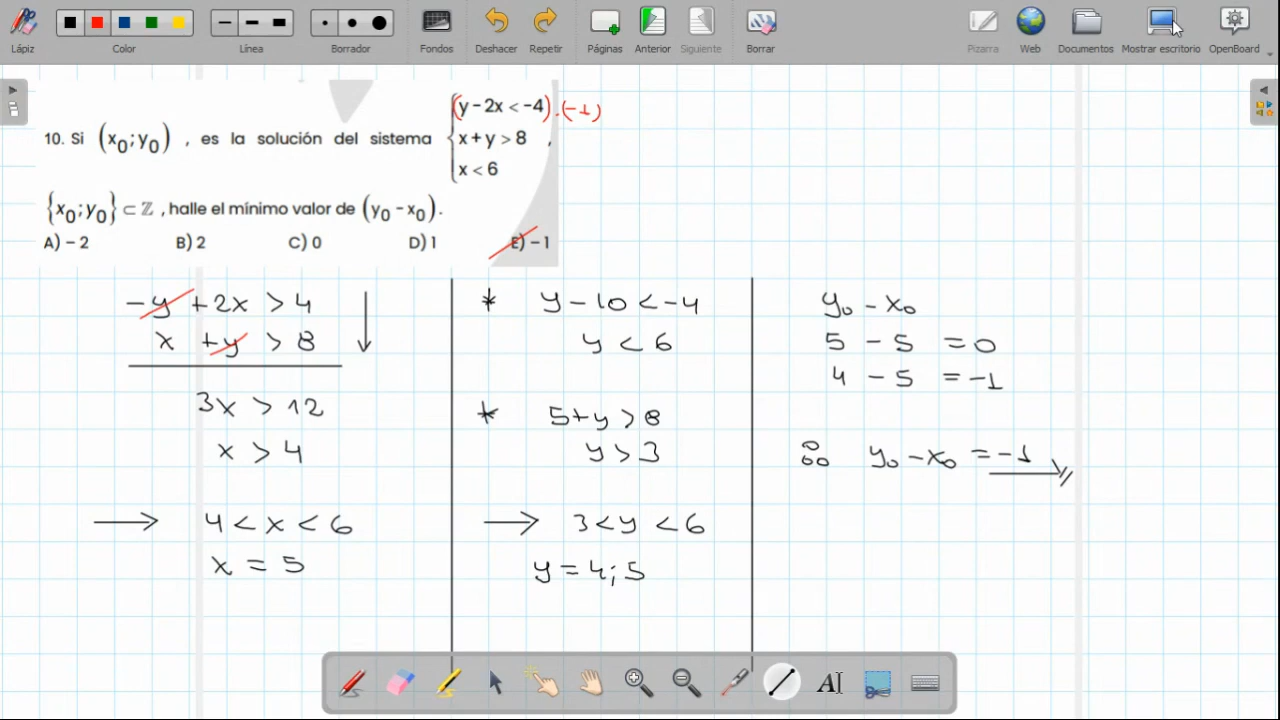 Lápiz Color Línea Borrador Fondos Deshacer Repetir Páginas Anterior Siguiente Borrar Pizarra Web Documentos Mostrar escritorio OpenBoard
10. Si (x₀; y₀) , es la solución del sistema { y - 2x < -4
x + y > 8
x < 6 ,
. (-1)
{x₀; y₀} ⊂ ℤ , halle el mínimo valor de (y₀ - x₀).
A) - 2 B) 2 C) 0 D) 1 E) - 1
- y + 2x > 4
x + y > 8
3x > 12
x > 4
→ 4 < x < 6
x = 5
* y - 10 < -4
y < 6
* 5 + y > 8
y > 3
→ 3 < y < 6
y = 4; 5
y₀ - x₀
5 - 5 = 0
4 - 5 = -1
∴ y₀ - x₀ = -1